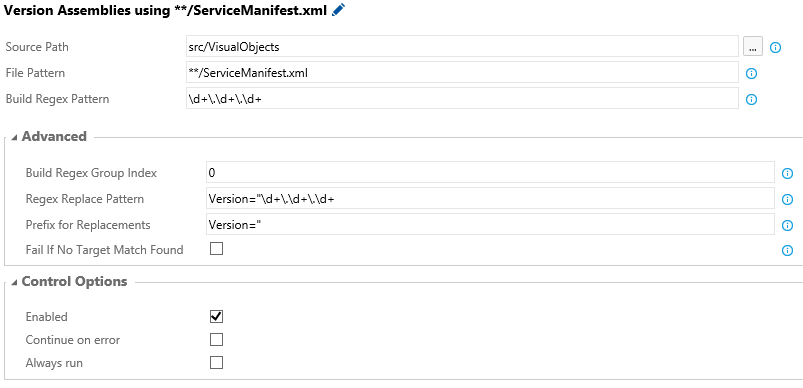 Version Assemblies using **/ServiceManifest.xml
Source Path src/VisualObjects ...
File Pattern **/ServiceManifest.xml
Build Regex Pattern \d+\.\d+\.\d+
Advanced
Build Regex Group Index 0
Regex Replace Pattern Version="\d+\.\d+\.\d+
Prefix for Replacements Version="
Fail If No Target Match Found
Control Options
Enabled
Continue on error
Always run